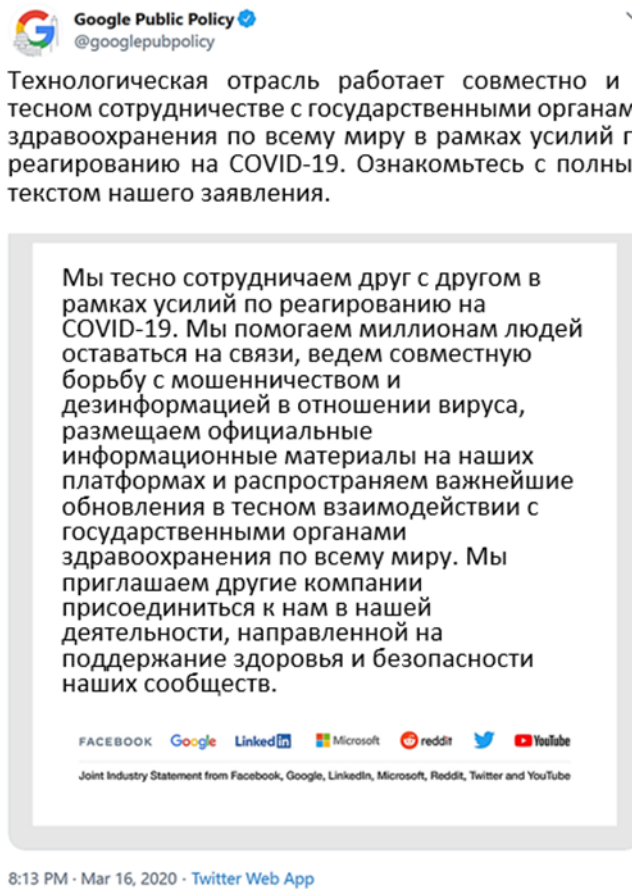 Google Public Policy
@googlepubpolicy
Технологическая отрасль работает совместно и
тесном сотрудничестве с государственными
здравоохранения по всему миру в рамках усилий
реагированию на COVID-19. Ознакомьтесь с
текстом нашего заявления.
Мы тесно сотрудничаем друг с другом в
рамках усилий по реагированию на
COVID-19. Мы помогаем миллионам людей
оставаться на связи, ведем совместную
борьбу с мошенничеством и
дезинформацией в отношении вируса,
размещаем официальные
информационные материалы на наших
платформах и распространяем важнейшие
обновления в тесном взаимодействии с
государственными органами
здравоохранения по всему миру. Мы
приглашаем другие компании
присоединиться к нам в нашей
деятельности, направленной на
поддержание здоровья и безопасности
наших сообществ.
FACEBOOK Google LinkedIn Microsoft reddit YouTube
Joint Industry Statement from Facebook, Google, LinkedIn, Microsoft, Reddit, Twitter and YouTube
8:13 PM · Mar 16, 2020 · Twitter Web App